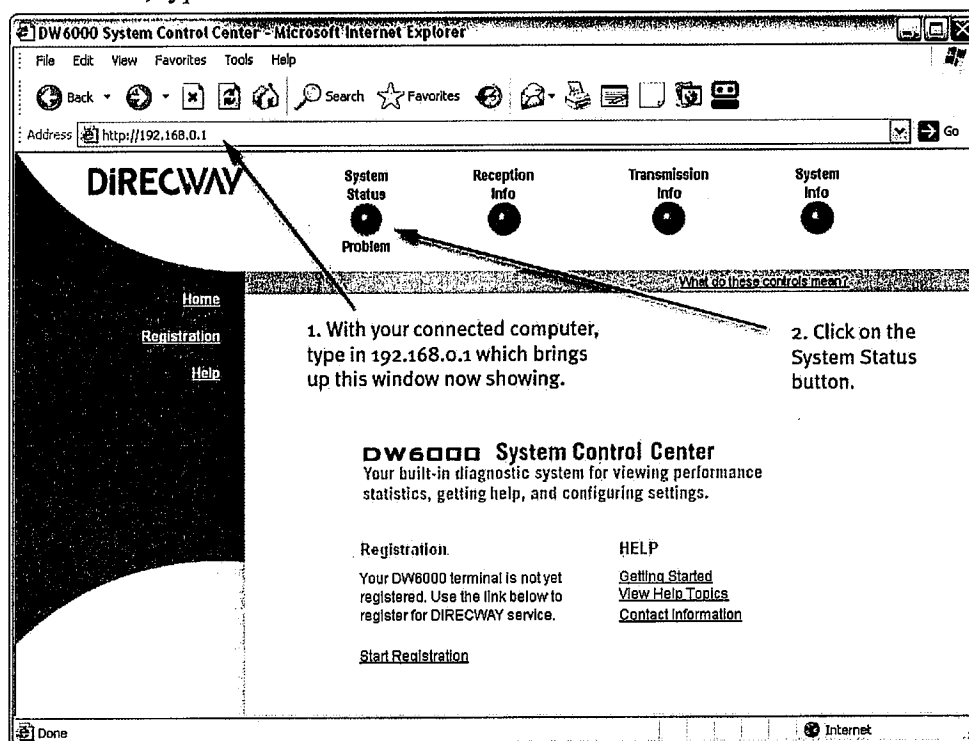 DW6000 System Control Center - Microsoft Internet Explorer
File Edit View Favorites Tools Help
Back Search Favorites
Address http://192.168.0.1 Go
DiRECWAY
System Status
Problem
Reception Info
Transmission Info
System Info
What do these controls mean?
Home
Registration
Help
1. With your connected computer,
type in 192.168.0.1 which brings
up this window now showing.
2. Click on the
System Status
button.
DW6000 System Control Center
Your built-in diagnostic system for viewing performance
statistics, getting help, and configuring settings.
Registration
Your DW6000 terminal is not yet
registered. Use the link below to
register for DIRECWAY service.
Start Registration
HELP
Getting Started
View Help Topics
Contact Information
Done Internet